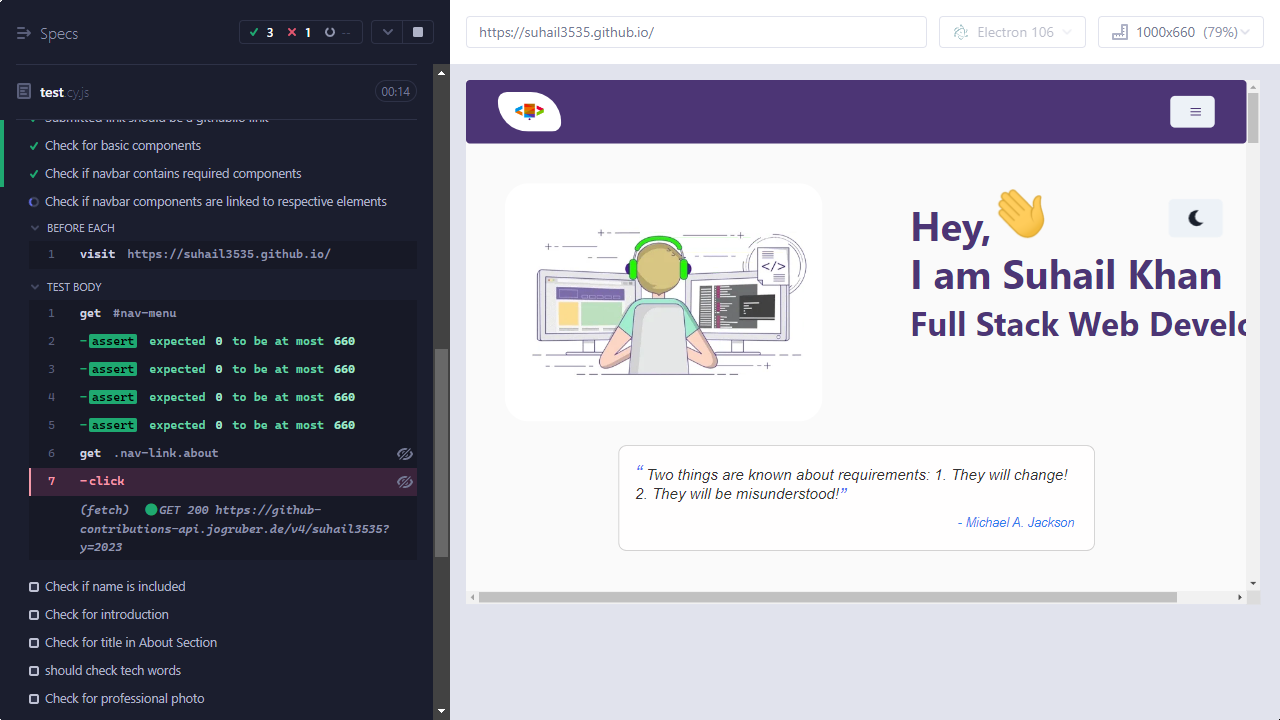 Specs
3
1
--
test cy.js
00:14
Submitted link should be a githubio link
Check for basic components
Check if navbar contains required components
Check if navbar components are linked to respective elements
BEFORE EACH
1 visit https://suhail3535.github.io/
TEST BODY
1 get #nav-menu
2 -assert expected 0 to be at most 660
3 -assert expected 0 to be at most 660
4 -assert expected 0 to be at most 660
5 -assert expected 0 to be at most 660
6 get .nav-link.about
7 -click
(fetch) GET 200 https://github-
contributions-api.jogruber.de/v4/suhail3535?
y=2023
Check if name is included
Check for introduction
Check for title in About Section
should check tech words
Check for professional photo
https://suhail3535.github.io/
Electron 106
1000x660 (79%)
Hey,
I am Suhail Khan
Full Stack Web Develo
</>
“ Two things are known about requirements: 1. They will change!
2. They will be misunderstood!”
- Michael A. Jackson